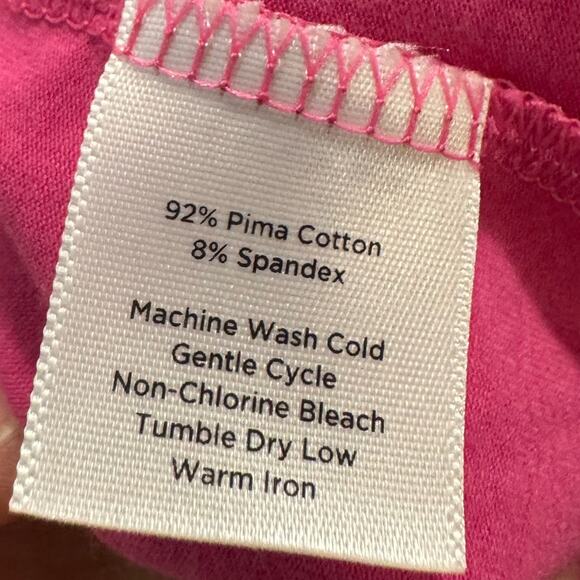 92% Pima Cotton
8% Spandex
Machine Wash Cold
Gentle Cycle
Non-Chlorine Bleach
Tumble Dry Low
Warm Iron